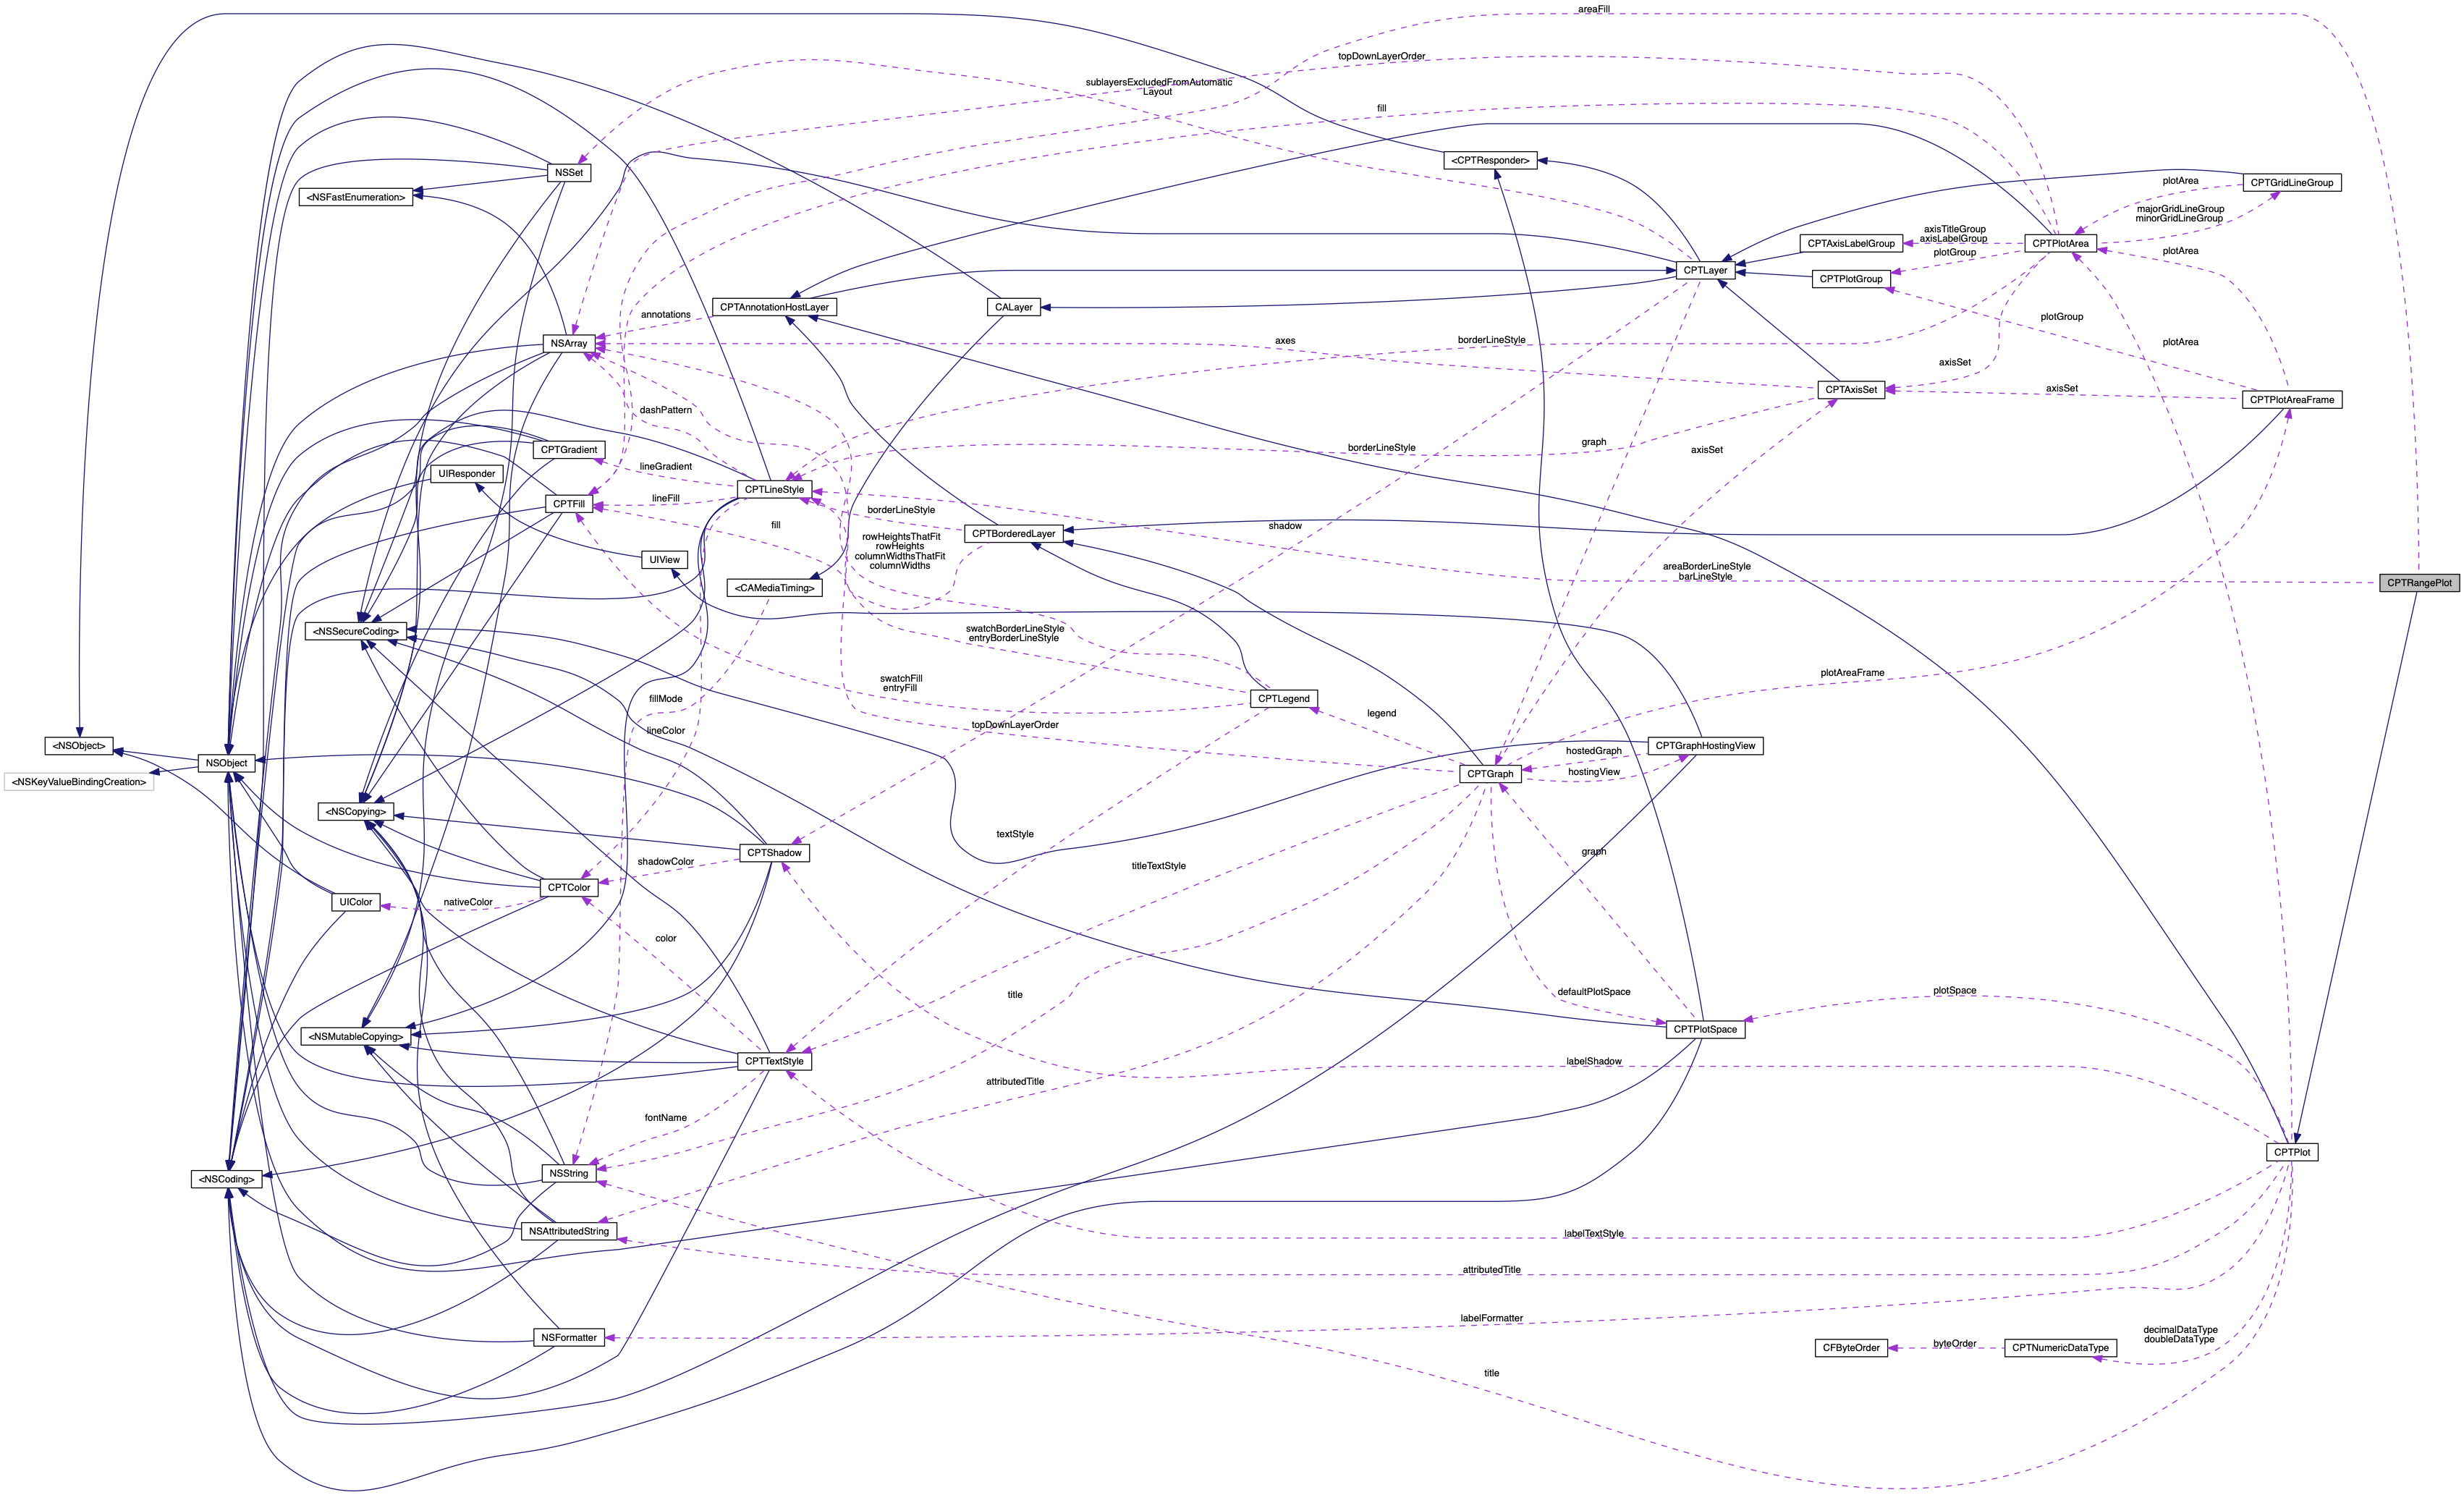 areaFill
topDownLayerOrder
sublayersExcludedFromAutomatic
Layout
fill
<CPTResponder>
NSSet
<NSFastEnumeration>
plotArea
CPTGridLineGroup
majorGridLineGroup
minorGridLineGroup
axisTitleGroup
axisLabelGroup
CPTAxisLabelGroup
CPTPlotArea
plotGroup
plotArea
CPTLayer
CPTPlotGroup
CPTAnnotationHostLayer
CALayer
annotations
plotGroup
NSArray
axes
borderLineStyle
plotArea
axisSet
CPTAxisSet
axisSet
CPTPlotAreaFrame
dashPattern
CPTGradient
graph
borderLineStyle
axisSet
UIResponder
lineGradient
CPTLineStyle
CPTFill
lineFill
borderLineStyle
fill
shadow
CPTBorderedLayer
rowHeightsThatFit
rowHeights
columnWidthsThatFit
columnWidths
UIView
areaBorderLineStyle
barLineStyle
CPTRangePlot
<CAMediaTiming>
<NSSecureCoding>
swatchBorderLineStyle
entryBorderLineStyle
swatchFill
entryFill
plotAreaFrame
fillMode
CPTLegend
legend
lineColor
topDownLayerOrder
<NSObject>
CPTGraphHostingView
hostedGraph
NSObject
<NSKeyValueBindingCreation>
CPTGraph
hostingView
<NSCopying>
textStyle
CPTShadow
graph
shadowColor
titleTextStyle
CPTColor
UIColor
nativeColor
color
title
defaultPlotSpace
plotSpace
CPTPlotSpace
<NSMutableCopying>
CPTTextStyle
labelShadow
attributedTitle
fontName
CPTPlot
<NSCoding>
NSString
NSAttributedString
labelTextStyle
attributedTitle
labelFormatter
NSFormatter
decimalDataType
doubleDataType
CFByteOrder
byteOrder
CPTNumericDataType
title